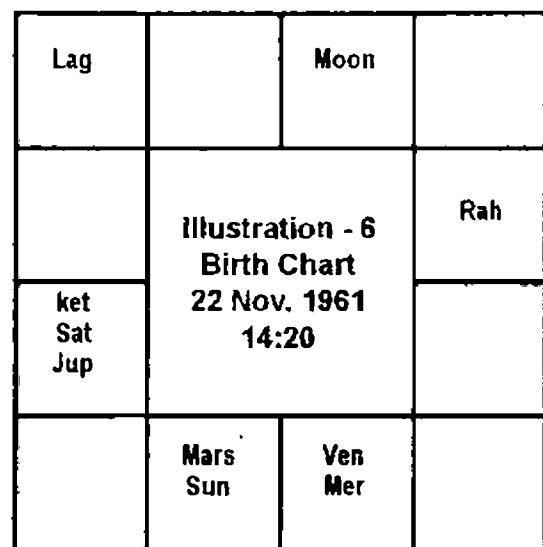 Lag
Moon
Rah
Illustration - 6
Birth Chart
22 Nov. 1961
14:20
ket
Sat
Jup
Mars
Sun
Ven
Mer